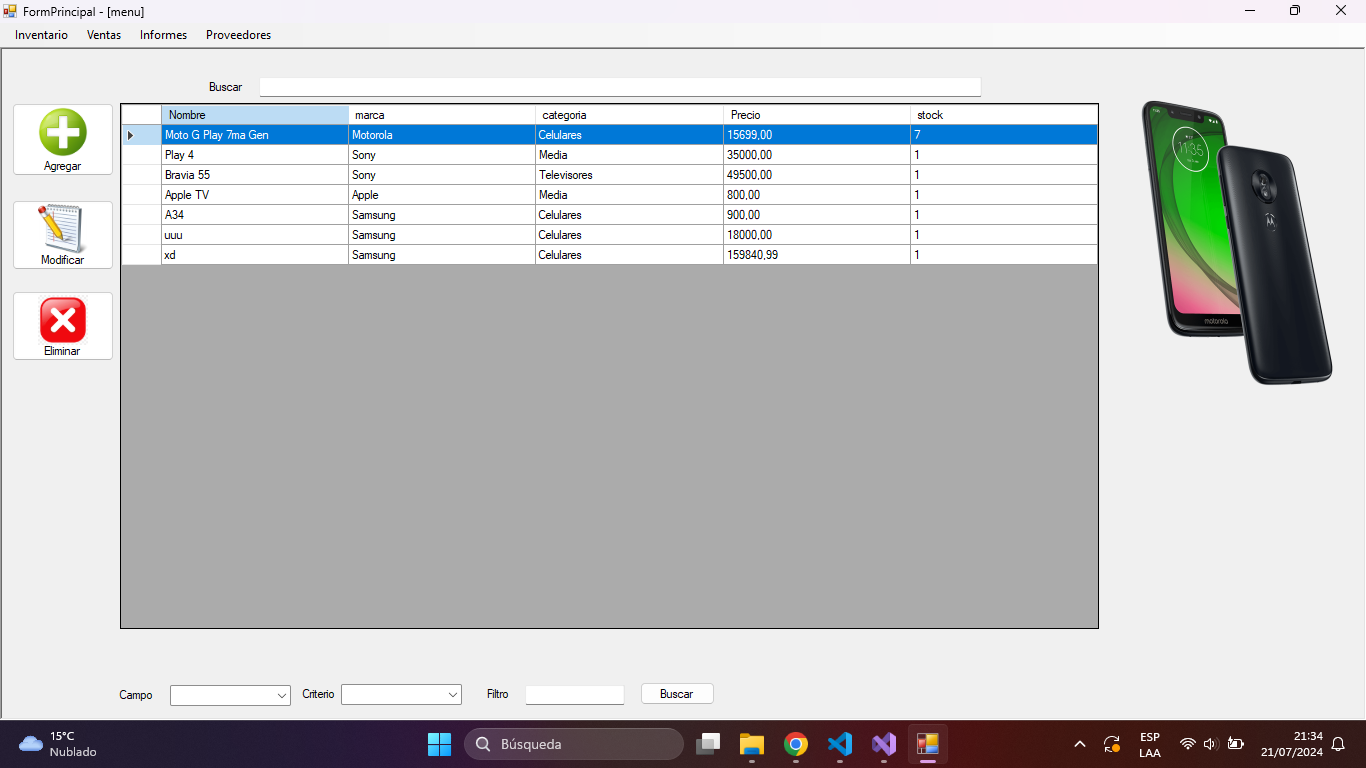 FormPrincipal - [menu]
Inventario Ventas Informes Proveedores
Buscar
Agregar
Modificar
Eliminar
Nombre marca categoria Precio stock
Moto G Play 7ma Gen Motorola Celulares 15699,00 7
Play 4 Sony Media 35000,00 1
Bravia 55 Sony Televisores 49500,00 1
Apple TV Apple Media 800,00 1
A34 Samsung Celulares 900,00 1
uuu Samsung Celulares 18000,00 1
xd Samsung Celulares 159840,99 1
11:35
motorola
Campo Criterio Filtro Buscar
15°C
Nublado
Búsqueda
ESP
LAA
21:34
21/07/2024